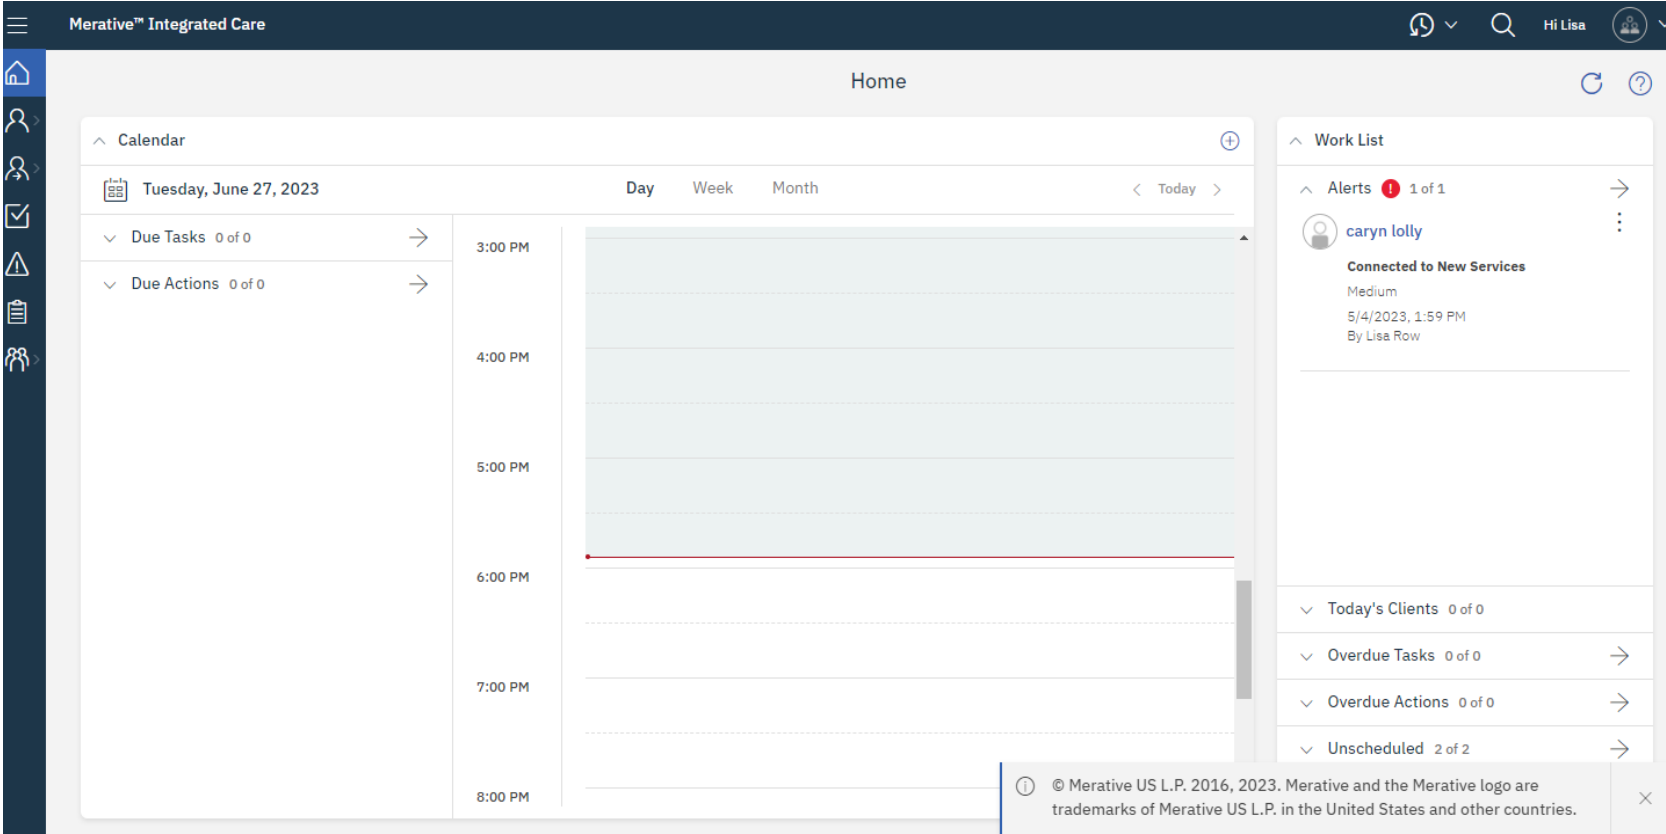 Merative™ Integrated Care
Hi Lisa
Home
Calendar
Tuesday, June 27, 2023
Day Week Month
Today
Due Tasks 0 of 0
Due Actions 0 of 0
3:00 PM
4:00 PM
5:00 PM
6:00 PM
7:00 PM
8:00 PM
Work List
Alerts ! 1 of 1
caryn lolly
Connected to New Services
Medium
5/4/2023, 1:59 PM
By Lisa Row
Today's Clients 0 of 0
Overdue Tasks 0 of 0
Overdue Actions 0 of 0
Unscheduled 2 of 2
© Merative US L.P. 2016, 2023. Merative and the Merative logo are
trademarks of Merative US L.P. in the United States and other countries.